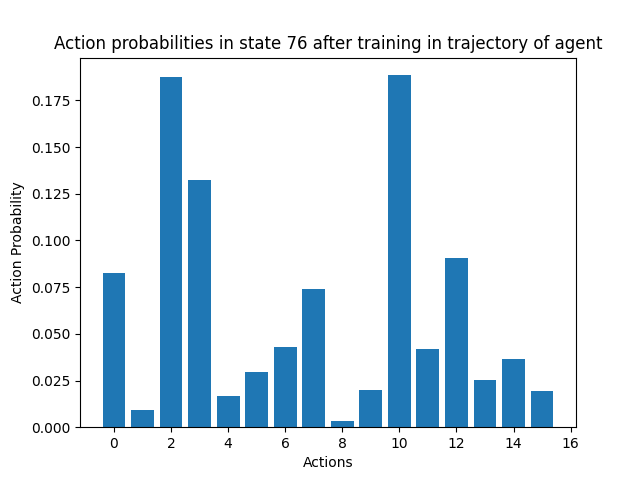 Action probabilities in state 76 after training in trajectory of agent
0.175
0.150
0.125
0.100
0.075
0.050
0.025
0.000
Action Probability
0 2 4 6 8 10 12 14 16
Actions